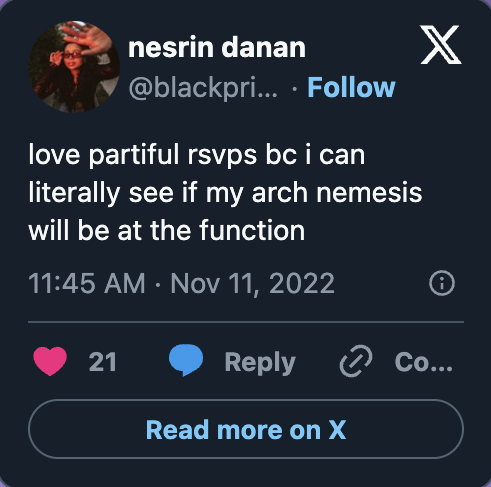 nesrin danan
@blackpri... · Follow
love partiful rsvps bc i can
literally see if my arch nemesis
will be at the function
11:45 AM · Nov 11, 2022
21 Reply Co...
Read more on X